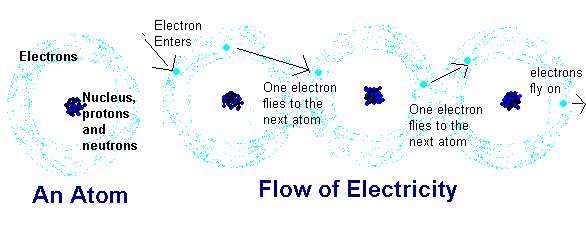 Electrons
Nucleus,
protons
and
neutrons
An Atom
Electron
Enters
One electron
flies to the
next atom.
One electron
flies to the
next atom
electrons
fly on
Flow of Electricity